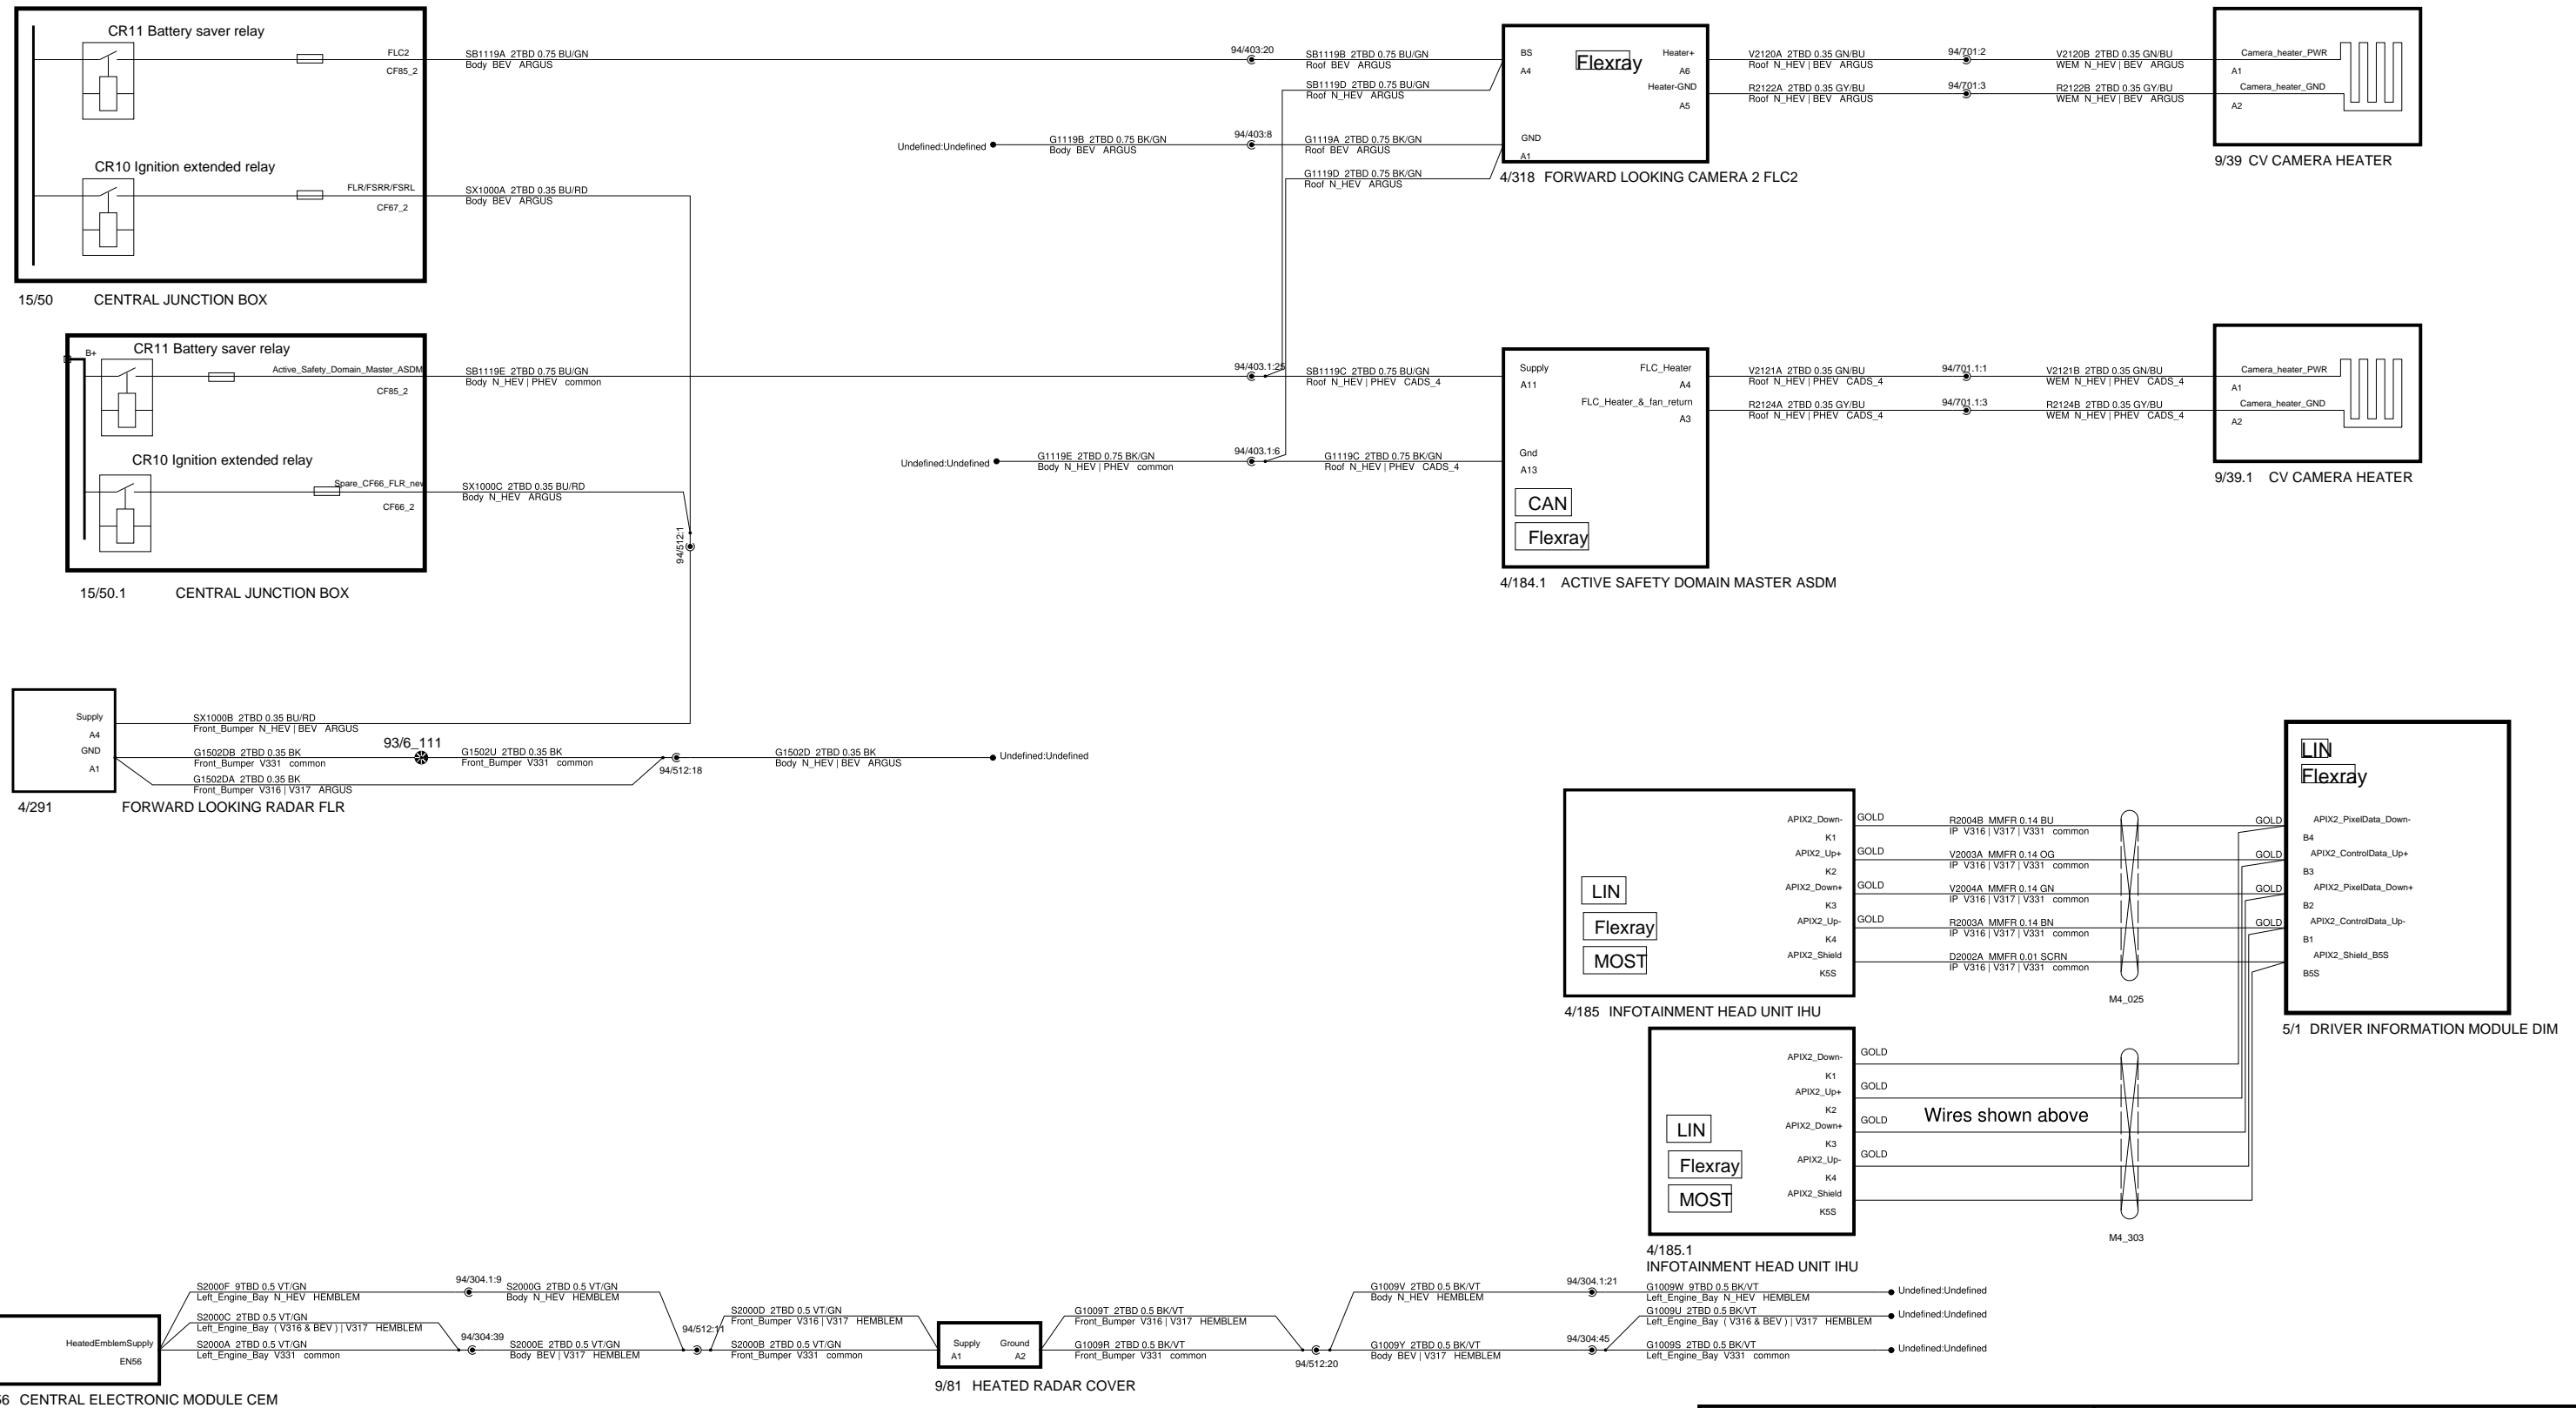 CR11 Battery saver relay
FLC2
CF85_2
CR10 Ignition extended relay
FLR/FSRR/FSRL
CF67_2
15/50 CENTRAL JUNCTION BOX
SB1119A 2TBD 0.75 BU/GN
Body BEV ARGUS
SX1000A 2TBD 0.35 BU/RD
Body BEV ARGUS
94/403:20
SB1119B 2TBD 0.75 BU/GN
Roof BEV ARGUS
SB1119D 2TBD 0.75 BU/GN
Roof N_HEV ARGUS
Undefined:Undefined
G1119B 2TBD 0.75 BK/GN
Body BEV ARGUS
94/403:8
G1119A 2TBD 0.75 BK/GN
Roof BEV ARGUS
G1119D 2TBD 0.75 BK/GN
Roof N_HEV ARGUS
BS
A4
Flexray
Heater+
A6
Heater-GND
A5
GND
A1
4/318 FORWARD LOOKING CAMERA 2 FLC2
V2120A 2TBD 0.35 GN/BU
Roof N_HEV | BEV ARGUS
94/701:2
V2120B 2TBD 0.35 GN/BU
WEM N_HEV | BEV ARGUS
R2122A 2TBD 0.35 GY/BU
Roof N_HEV | BEV ARGUS
94/701:3
R2122B 2TBD 0.35 GY/BU
WEM N_HEV | BEV ARGUS
Camera_heater_PWR
A1
Camera_heater_GND
A2
9/39 CV CAMERA HEATER
B+
CR11 Battery saver relay
Active_Safety_Domain_Master_ASDM
CF85_2
CR10 Ignition extended relay
Spare_CF66_FLR_new
CF66_2
15/50.1 CENTRAL JUNCTION BOX
SB1119E 2TBD 0.75 BU/GN
Body N_HEV | PHEV common
SX1000C 2TBD 0.35 BU/RD
Body N_HEV ARGUS
94/512:1
94/403.1:25
SB1119C 2TBD 0.75 BU/GN
Roof N_HEV | PHEV CADS_4
Undefined:Undefined
G1119E 2TBD 0.75 BK/GN
Body N_HEV | PHEV common
94/403.1:6
G1119C 2TBD 0.75 BK/GN
Roof N_HEV | PHEV CADS_4
Supply
A11
FLC_Heater
A4
FLC_Heater_&_fan_return
A3
Gnd
A13
CAN
Flexray
4/184.1 ACTIVE SAFETY DOMAIN MASTER ASDM
V2121A 2TBD 0.35 GN/BU
Roof N_HEV | PHEV CADS_4
94/701.1:1
V2121B 2TBD 0.35 GN/BU
WEM N_HEV | PHEV CADS_4
R2124A 2TBD 0.35 GY/BU
Roof N_HEV | PHEV CADS_4
94/701.1:3
R2124B 2TBD 0.35 GY/BU
WEM N_HEV | PHEV CADS_4
Camera_heater_PWR
A1
Camera_heater_GND
A2
9/39.1 CV CAMERA HEATER
Supply
A4
GND
A1
4/291 FORWARD LOOKING RADAR FLR
SX1000B 2TBD 0.35 BU/RD
Front_Bumper N_HEV | BEV ARGUS
G1502DB 2TBD 0.35 BK
Front_Bumper V331 common
93/6_111
G1502U 2TBD 0.35 BK
Front_Bumper V331 common
G1502DA 2TBD 0.35 BK
Front_Bumper V316 | V317 ARGUS
94/512:18
G1502D 2TBD 0.35 BK
Body N_HEV | BEV ARGUS
Undefined:Undefined
APIX2_Down-
K1
APIX2_Up+
K2
APIX2_Down+
K3
APIX2_Up-
K4
APIX2_Shield
K5S
LIN
Flexray
MOST
4/185 INFOTAINMENT HEAD UNIT IHU
GOLD
R2004B MMFR 0.14 BU
IP V316 | V317 | V331 common
GOLD
GOLD
V2003A MMFR 0.14 OG
IP V316 | V317 | V331 common
GOLD
GOLD
V2004A MMFR 0.14 GN
IP V316 | V317 | V331 common
GOLD
GOLD
R2003A MMFR 0.14 BN
IP V316 | V317 | V331 common
GOLD
D2002A MMFR 0.01 SCRN
IP V316 | V317 | V331 common
M4_025
LIN
Flexray
APIX2_PixelData_Down-
B4
APIX2_ControlData_Up+
B3
APIX2_PixelData_Down+
B2
APIX2_ControlData_Up-
B1
APIX2_Shield_B5S
B5S
5/1 DRIVER INFORMATION MODULE DIM
APIX2_Down-
K1
APIX2_Up+
K2
APIX2_Down+
K3
APIX2_Up-
K4
APIX2_Shield
K5S
LIN
Flexray
MOST
GOLD
GOLD
Wires shown above
GOLD
GOLD
M4_303
4/185.1
INFOTAINMENT HEAD UNIT IHU
HeatedEmblemSupply
EN56
56 CENTRAL ELECTRONIC MODULE CEM
S2000F 9TBD 0.5 VT/GN
Left_Engine_Bay N_HEV HEMBLEM
94/304.1:9
S2000G 2TBD 0.5 VT/GN
Body N_HEV HEMBLEM
S2000C 2TBD 0.5 VT/GN
Left_Engine_Bay ( V316 & BEV ) | V317 HEMBLEM
S2000A 2TBD 0.5 VT/GN
Left_Engine_Bay V331 common
94/304:39
S2000E 2TBD 0.5 VT/GN
Body BEV | V317 HEMBLEM
94/512:11
S2000D 2TBD 0.5 VT/GN
Front_Bumper V316 | V317 HEMBLEM
S2000B 2TBD 0.5 VT/GN
Front_Bumper V331 common
Supply
A1
Ground
A2
9/81 HEATED RADAR COVER
G1009T 2TBD 0.5 BK/VT
Front_Bumper V316 | V317 HEMBLEM
G1009R 2TBD 0.5 BK/VT
Front_Bumper V331 common
94/512:20
G1009V 2TBD 0.5 BK/VT
Body N_HEV HEMBLEM
G1009Y 2TBD 0.5 BK/VT
Body BEV | V317 HEMBLEM
94/304.1:21
94/304:45
G1009W 9TBD 0.5 BK/VT
Left_Engine_Bay N_HEV HEMBLEM
Undefined:Undefined
G1009U 2TBD 0.5 BK/VT
Left_Engine_Bay ( V316 & BEV ) | V317 HEMBLEM
Undefined:Undefined
G1009S 2TBD 0.5 BK/VT
Left_Engine_Bay V331 common
Undefined:Undefined